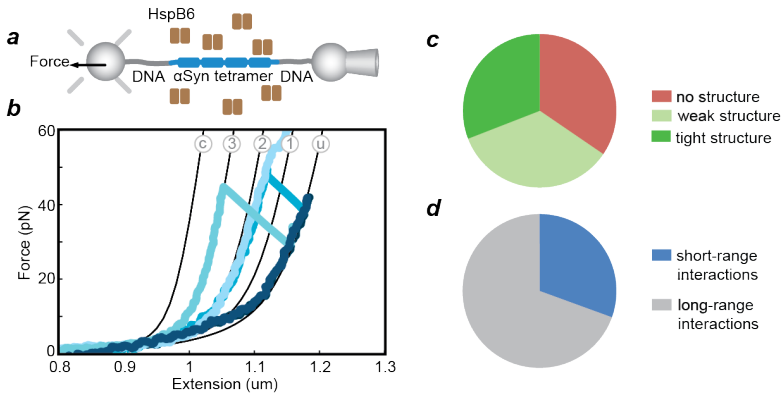 a
HspB6
Force
DNA
αSyn tetramer
DNA
b
60
40
20
0
Force (pN)
c
3
2
1
u
0.8
0.9
1
1.1
1.2
1.3
Extension (um)
c
no structure
weak structure
tight structure
d
short-range
interactions
long-range
interactions